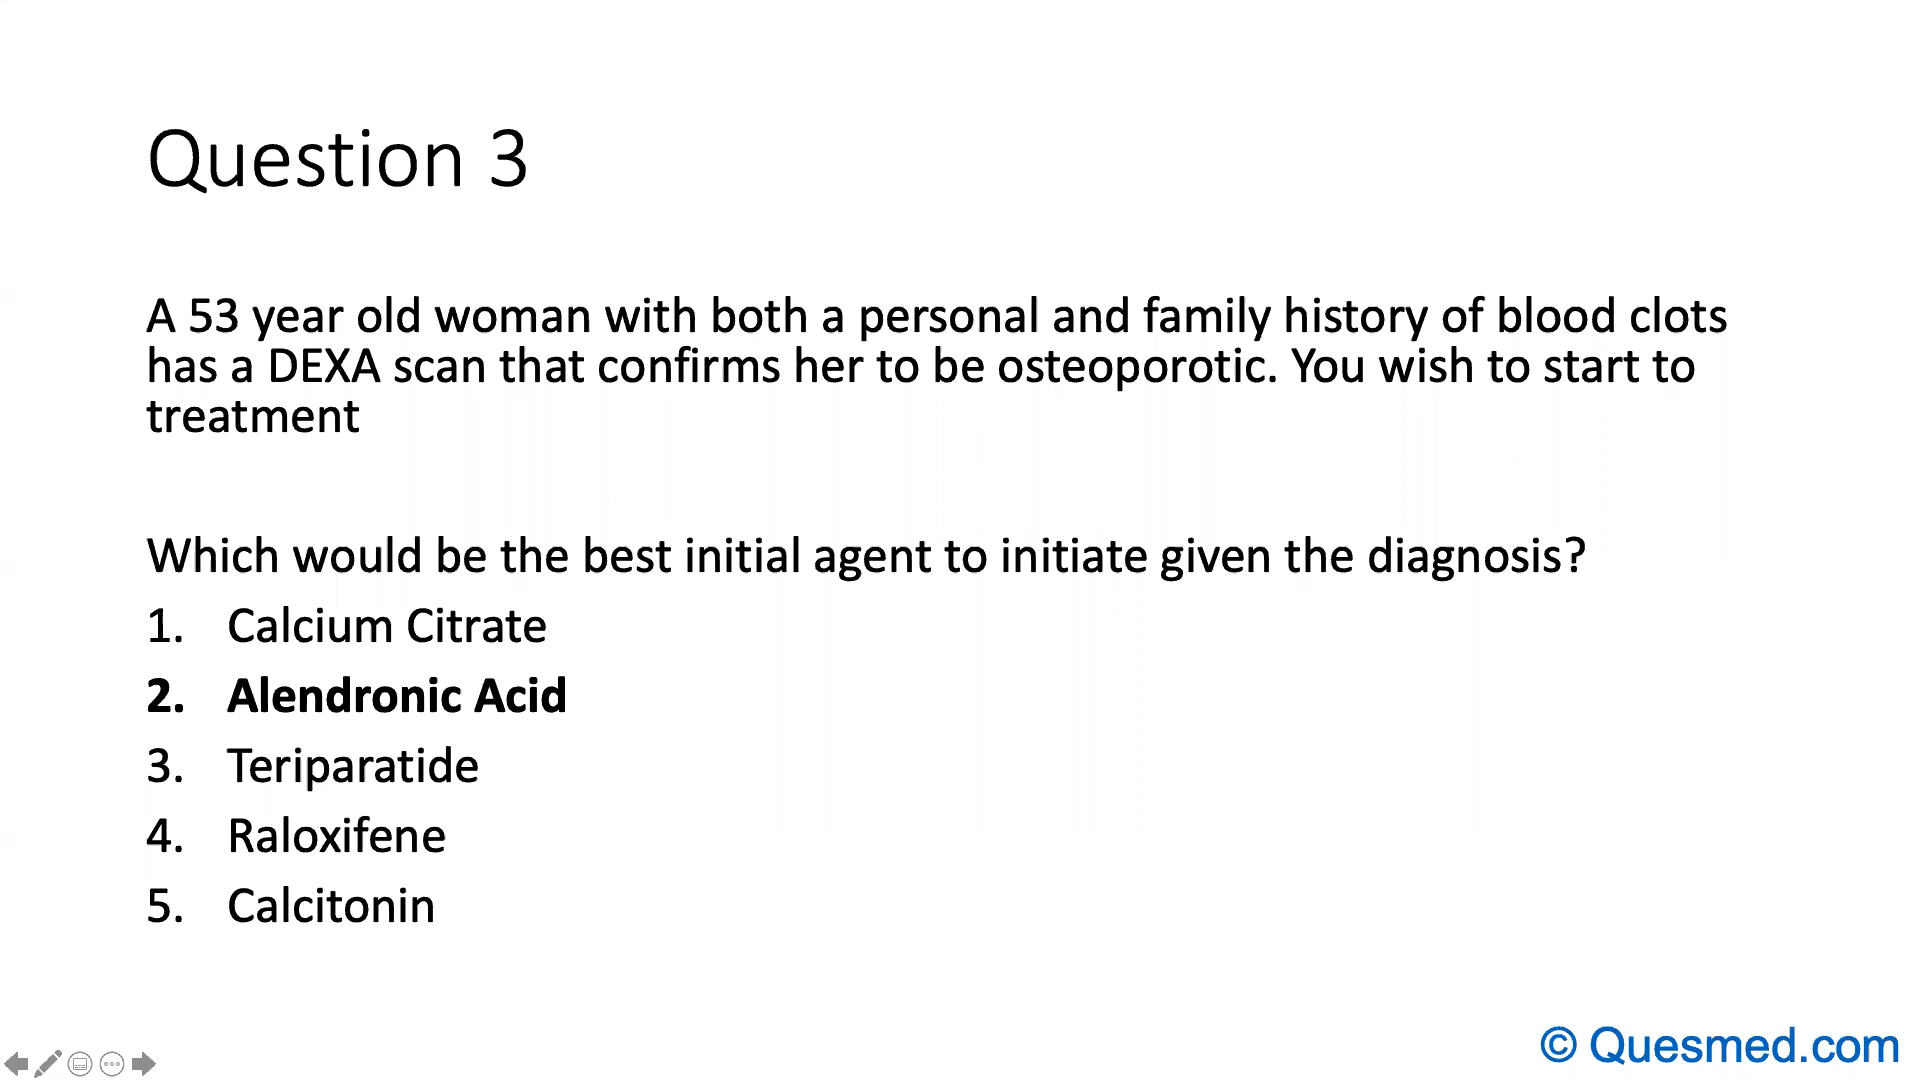 Question 3
A 53 year old woman with both a personal and family history of blood clots
has a DEXA scan that confirms her to be osteoporotic. You wish to start to
treatment
Which would be the best initial agent to initiate given the diagnosis?
1. Calcium Citrate
2. Alendronic Acid
3. Teriparatide
4. Raloxifene
5. Calcitonin
© Quesmed.com